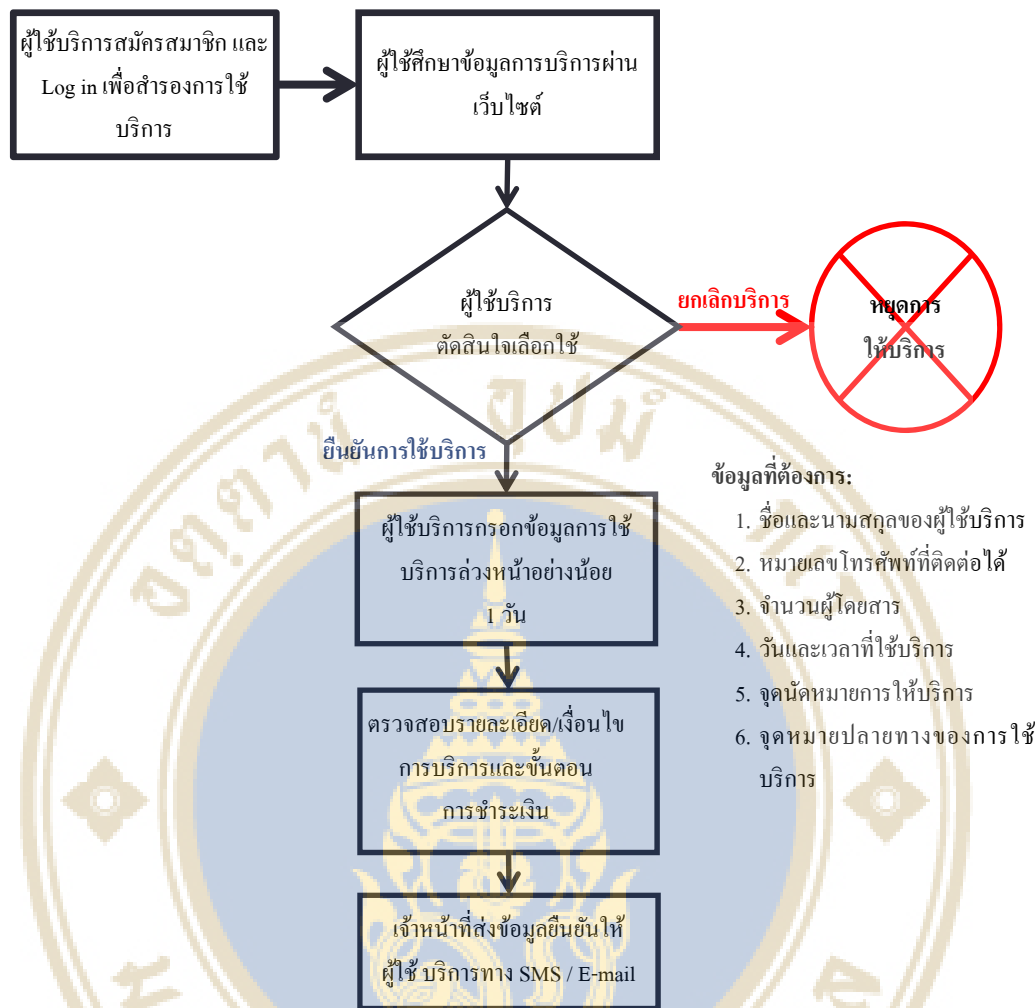 ผู้ใช้บริการสมัครสมาชิก และ
Log in เพื่อสำรองการใช้
บริการ
ผู้ใช้ศึกษาข้อมูลการบริการผ่าน
เว็บไซต์
ผู้ใช้บริการ
ตัดสินใจเลือกใช้
ยกเลิกบริการ
หยุดการ
ให้บริการ
ยืนยันการใช้บริการ
ผู้ใช้บริการกรอกข้อมูลการใช้
บริการล่วงหน้าอย่างน้อย
1 วัน
ข้อมูลที่ต้องการ:
1. ชื่อและนามสกุลของผู้ใช้บริการ
2. หมายเลขโทรศัพท์ที่ติดต่อได้
3. จำนวนผู้โดยสาร
4. วันและเวลาที่ใช้บริการ
5. จุดนัดหมายการให้บริการ
6. จุดหมายปลายทางของการใช้
บริการ
ตรวจสอบรายละเอียด/เงื่อนไข
การบริการและขั้นตอน
การชำระเงิน
เจ้าหน้าที่ส่งข้อมูลยืนยันให้
ผู้ใช้ บริการทาง SMS / E-mail
อตฺตานํ อุปมํ